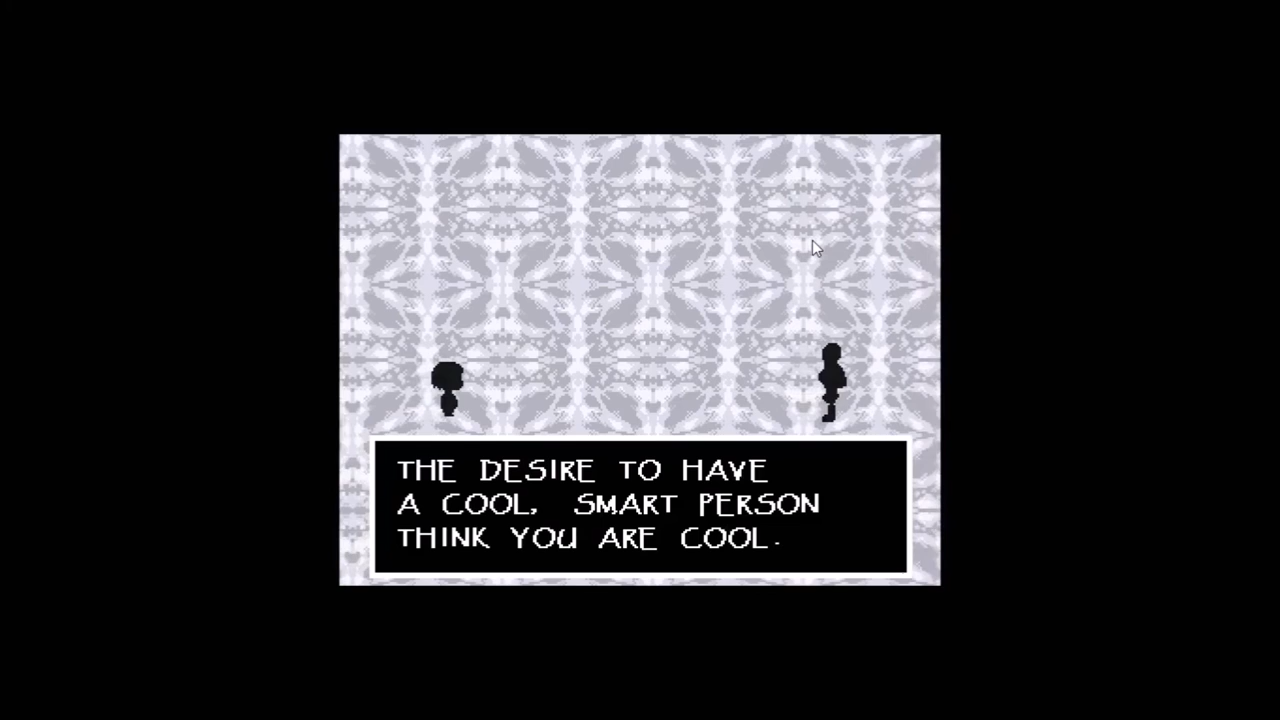 THE DESIRE TO HAVE
A COOL, SMART PERSON
THINK YOU ARE COOL.